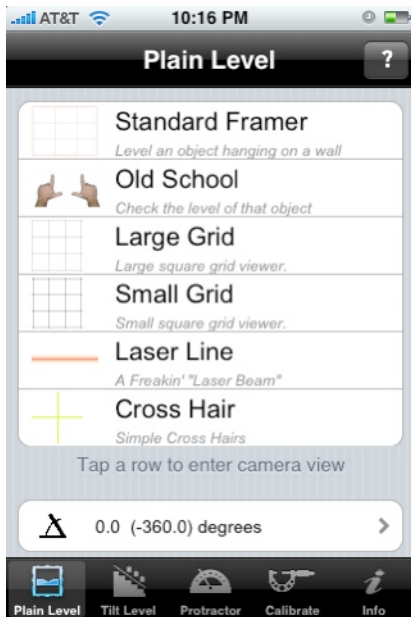 AT&T 10:16 PM
Plain Level ?
Standard Framer
Level an object hanging on a wall
Old School
Check the level of that object
Large Grid
Large square grid viewer.
Small Grid
Small square grid viewer.
Laser Line
A Freakin' "Laser Beam"
Cross Hair
Simple Cross Hairs
Tap a row to enter camera view
0.0 (-360.0) degrees
Plain Level Tilt Level Protractor Calibrate Info